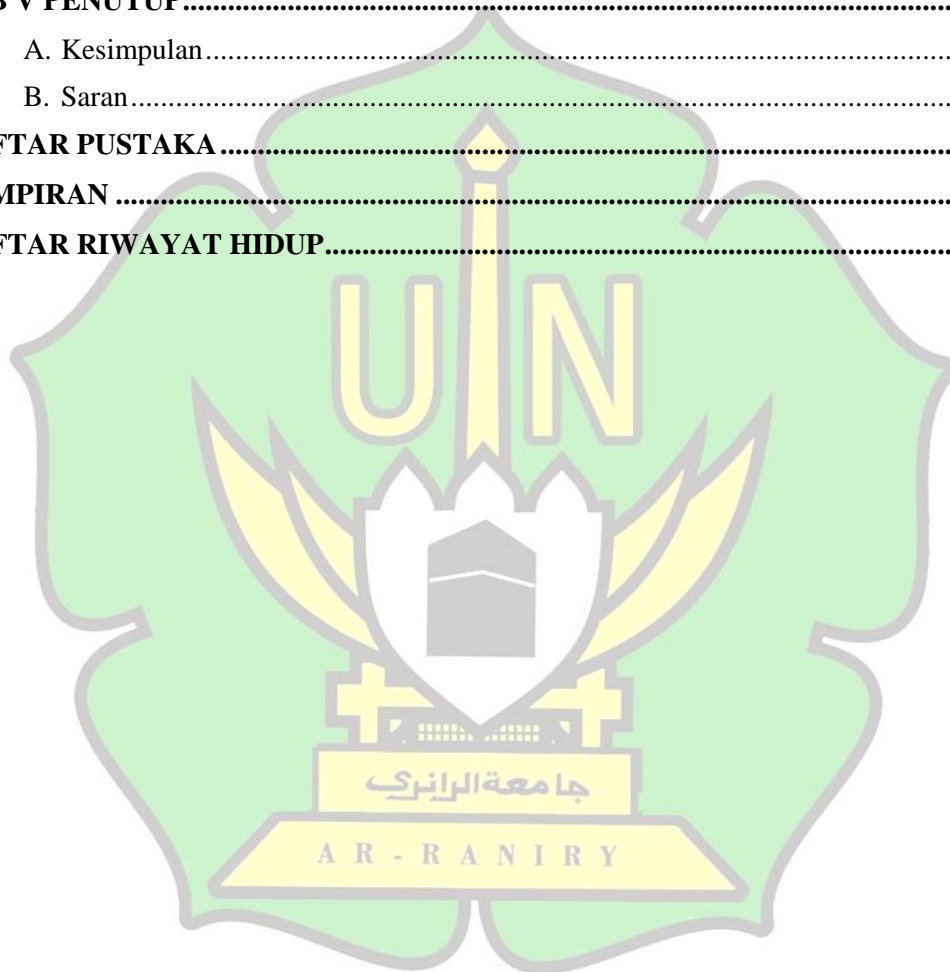 B V PENUTUP................................................................................................
A. Kesimpulan................................................................................................
B. Saran................................................................................................
FTAR PUSTAKA................................................................................................
MPIRAN ................................................................................................
FTAR RIWAYAT HIDUP................................................................................................
UIN
جامعة الرانري
AR-RANIRY